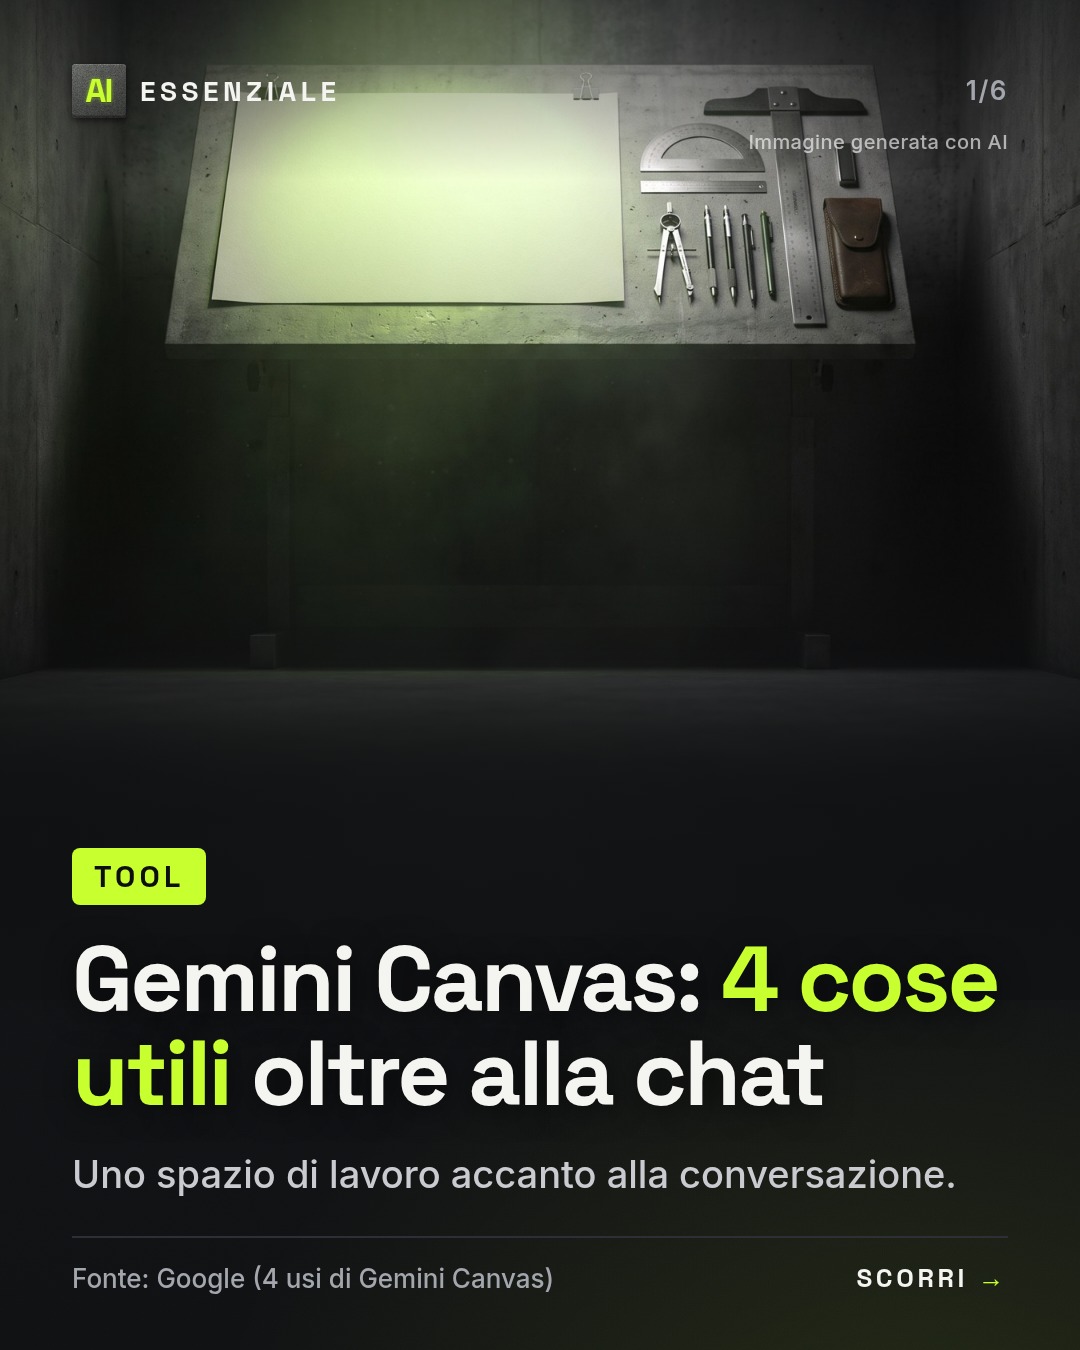 AI ESSENZIALE
1/6
Immagine generata con AI
TOOL
Gemini Canvas: 4 cose
utili oltre alla chat
Uno spazio di lavoro accanto alla conversazione.
Fonte: Google (4 usi di Gemini Canvas)
SCORRI →